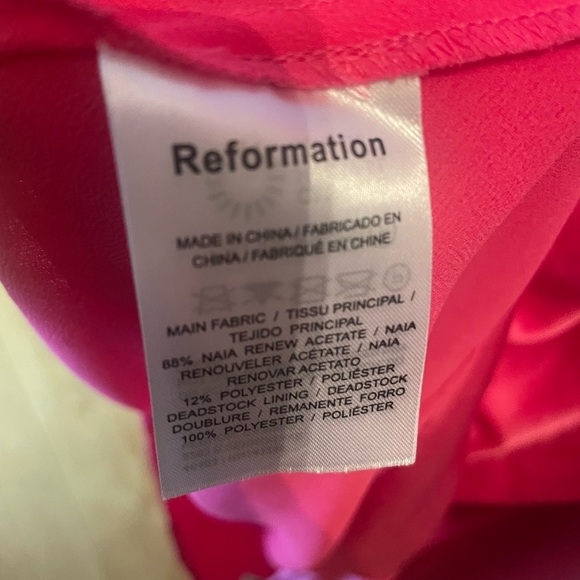 Reformation
MADE IN CHINA / FABRICADO EN
CHINA / FABRIQUÉ EN CHINE
MAIN FABRIC / TISSU PRINCIPAL /
TEJIDO PRINCIPAL
88% NAIA RENEW ACETATE / NAIA
RENOUVELER ACÉTATE / NAIA
RENOVAR ACETATO
12% POLYESTER / POLIÉSTER
DEADSTOCK LINING / DEADSTOCK
DOUBLURE / REMANENTE FORRO
100% POLYESTER / POLIÉSTER